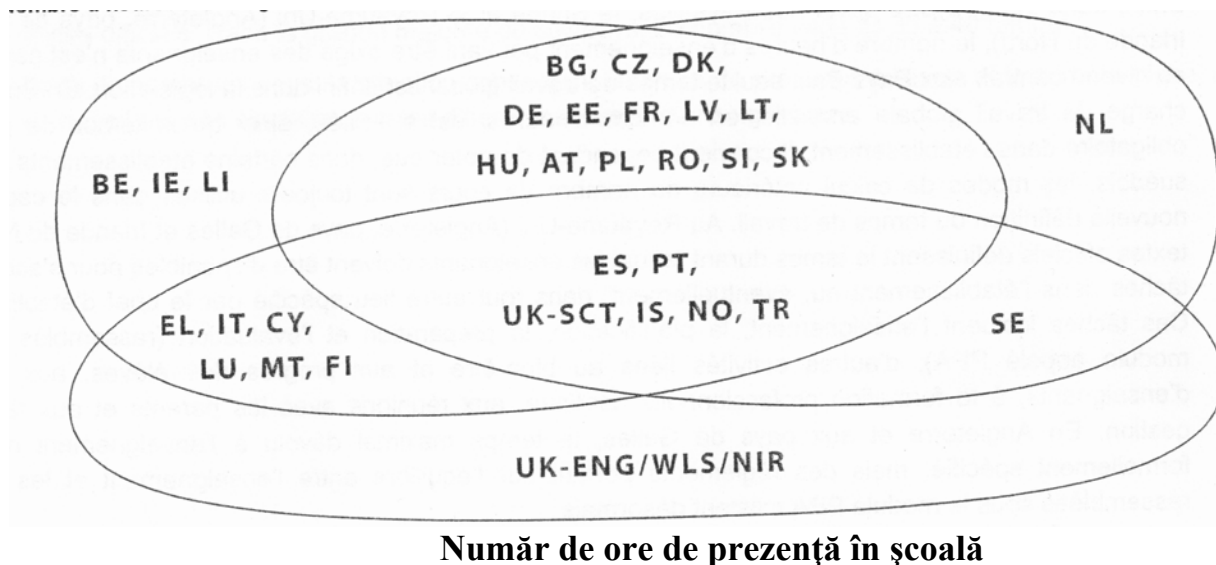 BG, CZ, DK,
DE, EE, FR, LV, LT,
NL
HU, AT, PL, RO, SI, SK
BE, IE, LI
ES, PT,
EL, IT, CY,
UK-SCT, IS, NO, TR
SE
LU, MT, FI
UK-ENG/WLS/NIR
Număr de ore de prezenţă în şcoală